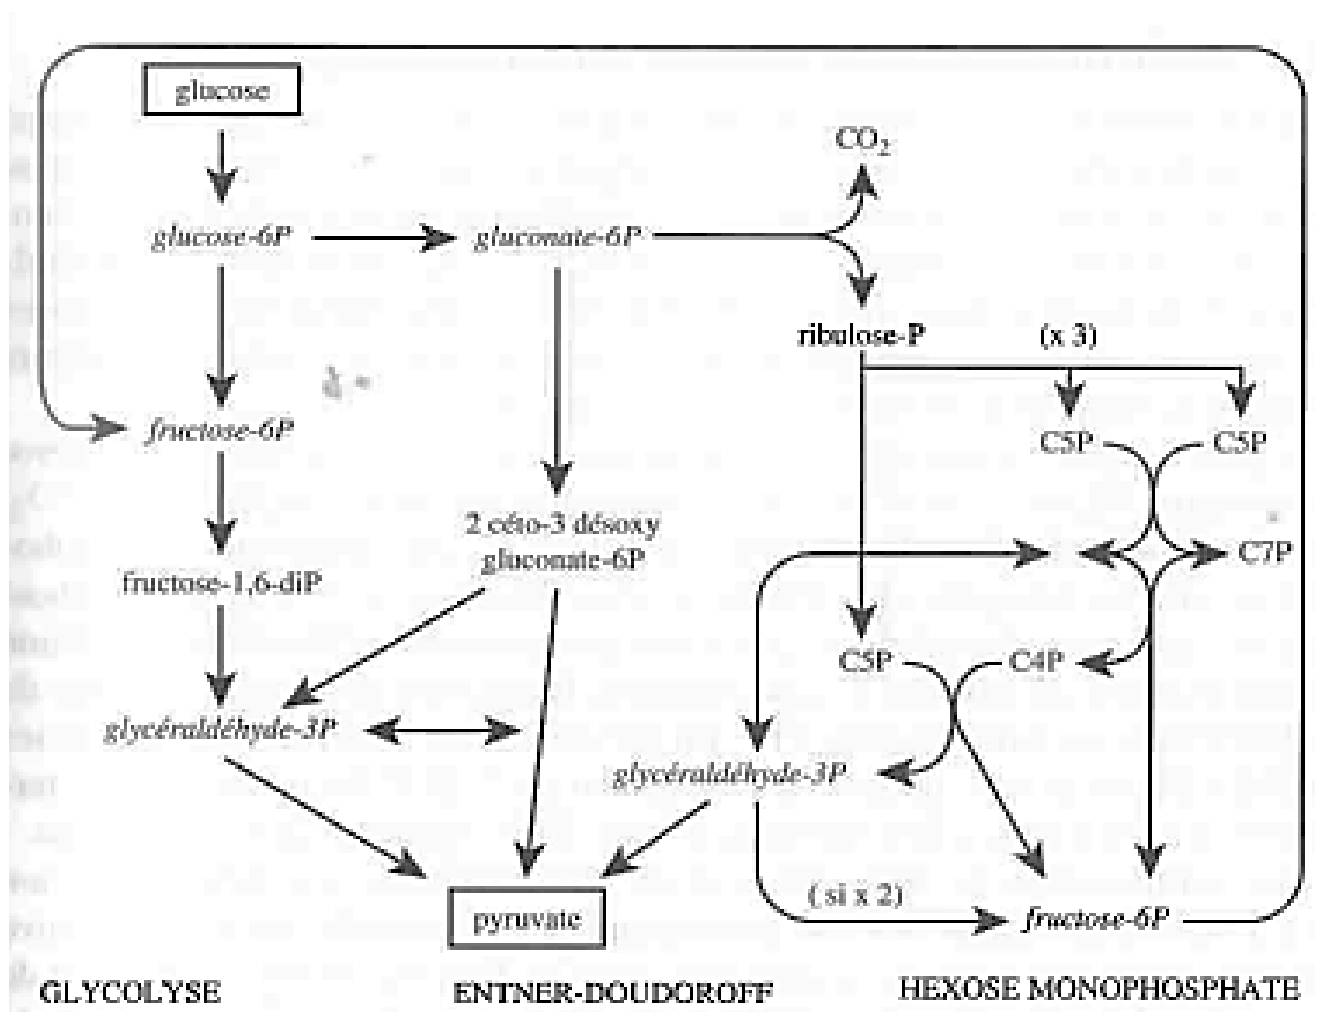 glucose
CO₂
glucose-6P
gluconate-6P
ribulose-P
(x 3)
fructose-6P
C5P
C5P
2 céto-3 désoxy
gluconate-6P
C7P
fructose-1,6-diP
C5P
C4P
glycéraldéhyde-3P
glycéraldéhyde-3P
( si x 2)
pyruvate
fructose-6P
GLYCOLYSE
ENTNER-DOUDOROFF
HEXOSE MONOPHOSPHATE